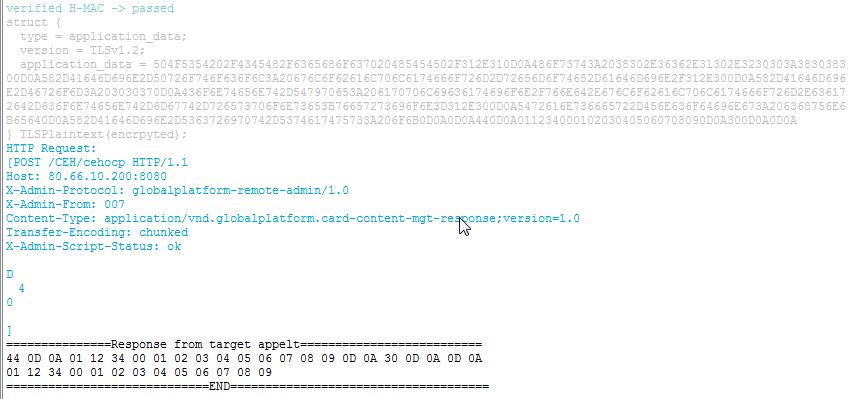 verified H-MAC -> passed
struct {
type = application_data;
version = TLSv1.2;
application_data = 504F5354202F4345482F6365686F637020485454502F312E310D0A486F73743A2038302E36362E31302E3230303A3830383
00D0A582D41646D696E2D50726F746F636F6C3A20676C6F62616C706C6174666F726D2D72656D6F74652D61646D696E2F312E300D0A582D41646D696
E2D46726F6D3A203030370D0A436F6E74656E742D547970653A206170706C69636174696F6E2F766E642E676C6F62616C706C6174666F726D2E63617
2642D636F6E74656E742D6D67742D726573706F6E73653B76657273696F6E3D312E300D0A5472616E736665722D456E636F64696E673A206368756E6
B65640D0A582D41646D696E2D5363726970742D5374617475733A206F6B0D0A0D0A440D0A011234000102030405060708090D0A300D0A0D0A
} TLSPlaintext(encrpyted);
HTTP Request:
[POST /CEH/cehocp HTTP/1.1
Host: 80.66.10.200:8080
X-Admin-Protocol: globalplatform-remote-admin/1.0
X-Admin-From: 007
Content-Type: application/vnd.globalplatform.card-content-mgt-response;version=1.0
Transfer-Encoding: chunked
X-Admin-Script-Status: ok
D
4
0
]
===============Response from target appelt==========================
44 0D 0A 01 12 34 00 01 02 03 04 05 06 07 08 09 0D 0A 30 0D 0A 0D 0A
01 12 34 00 01 02 03 04 05 06 07 08 09
=============================END=====================================